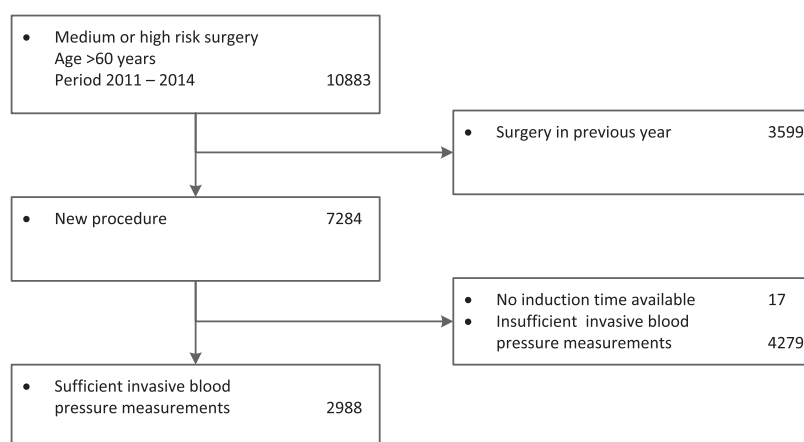 • Medium or high risk surgery
Age >60 years
Period 2011 – 2014 10883
• Surgery in previous year 3599
• New procedure 7284
• No induction time available 17
• Insufficient invasive blood
pressure measurements 4279
• Sufficient invasive blood
pressure measurements 2988